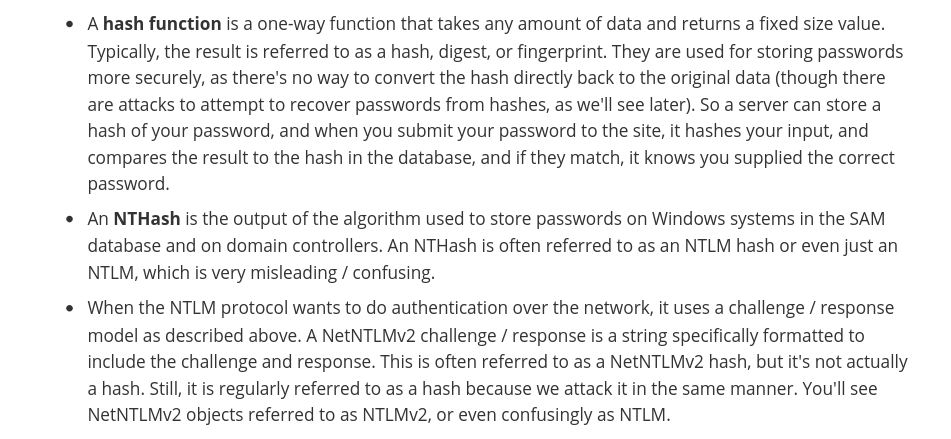 • A hash function is a one-way function that takes any amount of data and returns a fixed size value.
Typically, the result is referred to as a hash, digest, or fingerprint. They are used for storing passwords
more securely, as there's no way to convert the hash directly back to the original data (though there
are attacks to attempt to recover passwords from hashes, as we'll see later). So a server can store a
hash of your password, and when you submit your password to the site, it hashes your input, and
compares the result to the hash in the database, and if they match, it knows you supplied the correct
password.
• An NTHash is the output of the algorithm used to store passwords on Windows systems in the SAM
database and on domain controllers. An NTHash is often referred to as an NTLM hash or even just an
NTLM, which is very misleading / confusing.
• When the NTLM protocol wants to do authentication over the network, it uses a challenge / response
model as described above. A NetNTLMv2 challenge / response is a string specifically formatted to
include the challenge and response. This is often referred to as a NetNTLMv2 hash, but it's not actually
a hash. Still, it is regularly referred to as a hash because we attack it in the same manner. You'll see
NetNTLMv2 objects referred to as NTLMv2, or even confusingly as NTLM.